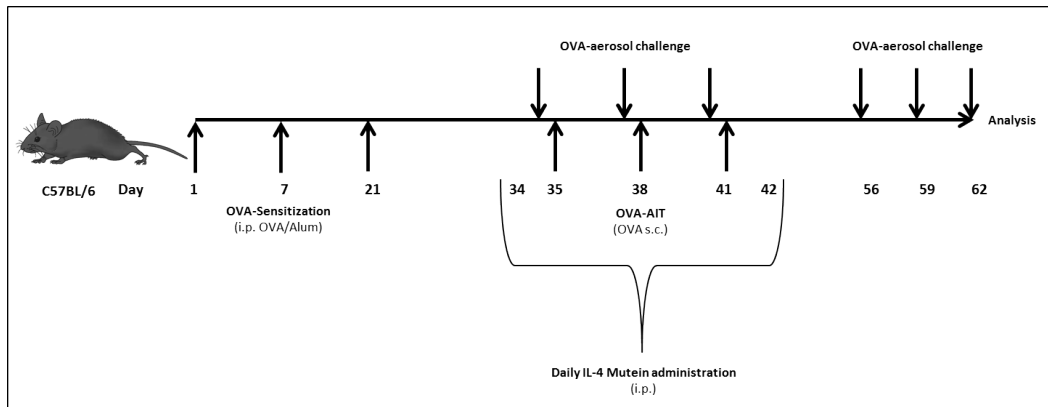 OVA-aerosol challenge OVA-aerosol challenge
Analysis
C57BL/6 Day 1 7 21 34 35 38 41 42 56 59 62
OVA-Sensitization
(i.p. OVA/Alum)
OVA-AIT
(OVA s.c.)
Daily IL-4 Mutein administration
(i.p.)